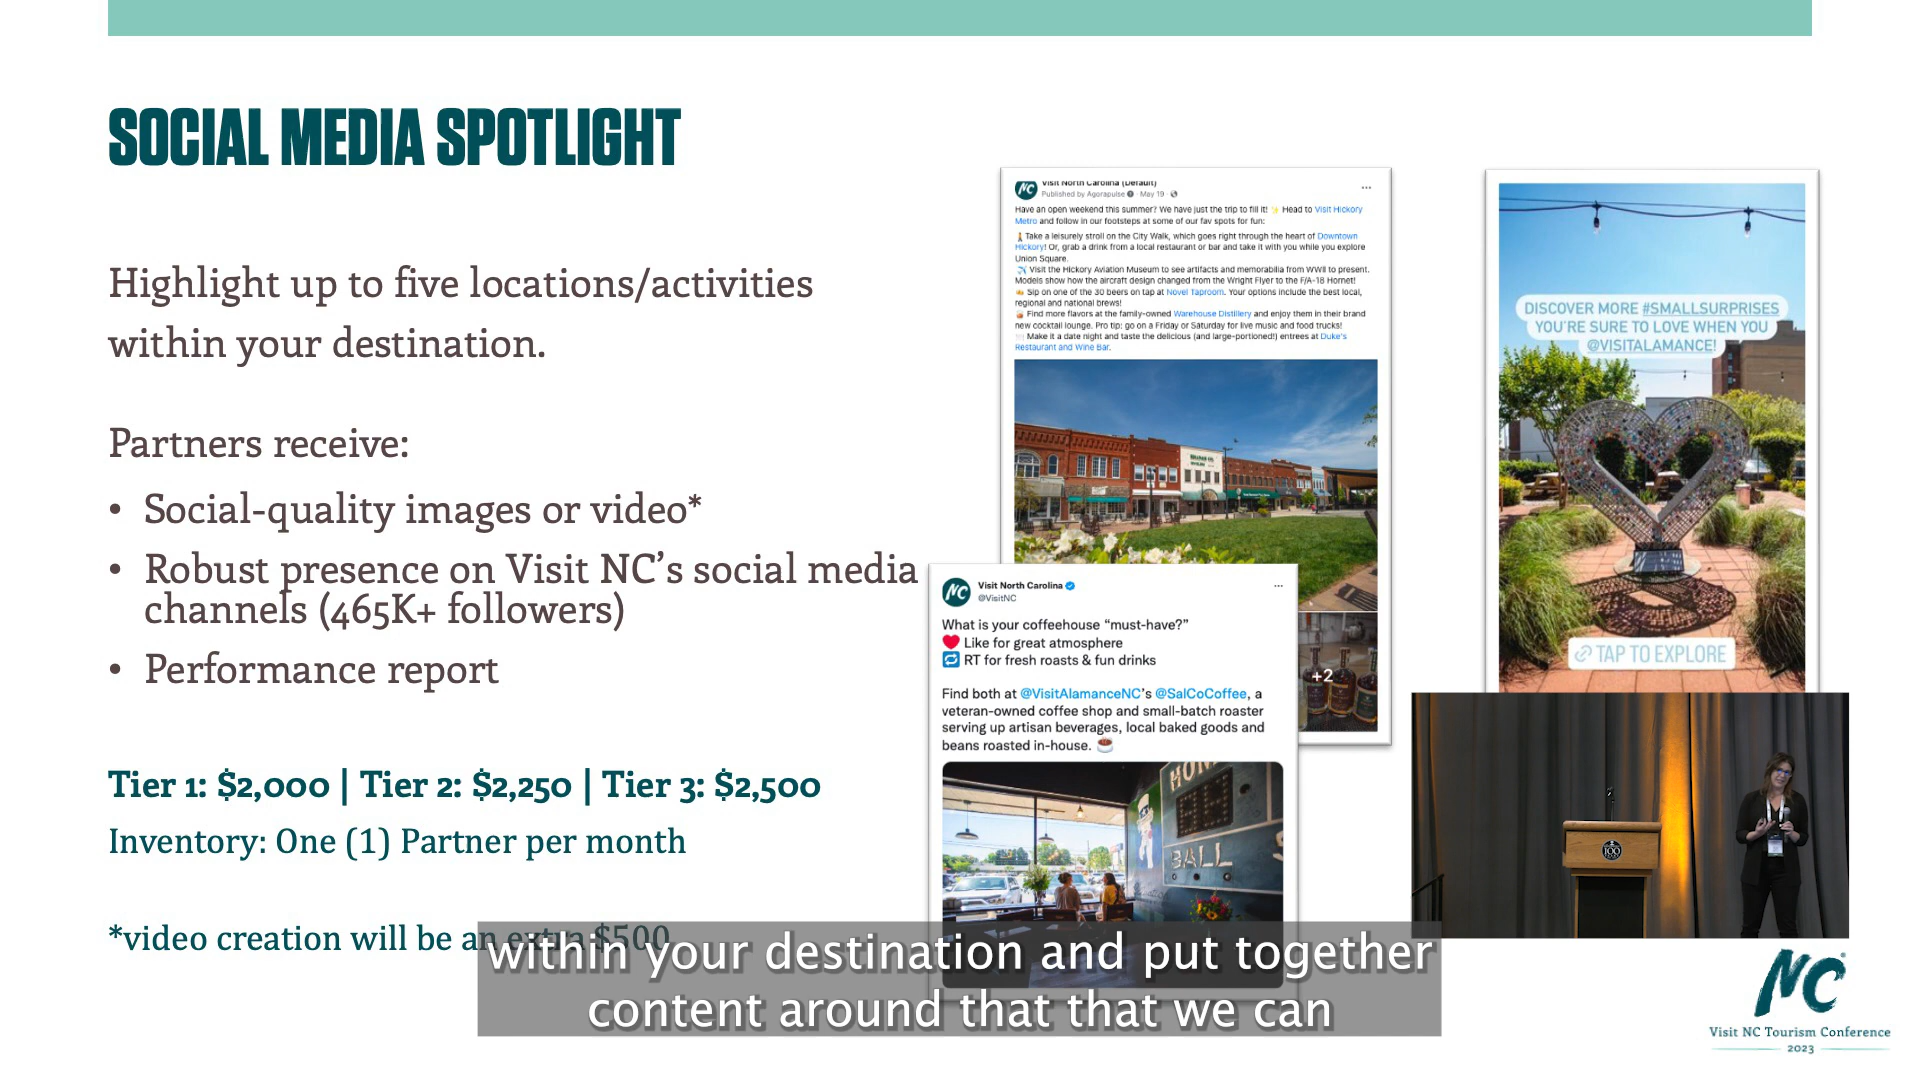 SOCIAL MEDIA SPOTLIGHT
Highlight up to five locations/activities
within your destination.
Partners receive:
• Social-quality images or video*
• Robust presence on Visit NC's social media
channels (465K+ followers)
• Performance report
Tier 1: $2,000 | Tier 2: $2,250 | Tier 3: $2,500
Inventory: One (1) Partner per month
*video creation will be an extra $500
NC
Visit North Carolina (Default)
Published by Agorapulse · May 19 ·
Have an open weekend this summer? We have just the trip to fill it! ✨ Head to Visit Hickory
Metro and follow in our footsteps at some of our fav spots for fun:
Take a leisurely stroll on the City Walk, which goes right through the heart of Downtown
Hickory! Or, grab a drink from a local restaurant or bar and take it with you while you explore
Union Square.
Visit the Hickory Aviation Museum to see artifacts and memorabilia from WWII to present.
Models show how the aircraft design changed from the Wright Flyer to the F/A-18 Hornet!
Sip on one of the 30 beers on tap at Novel Taproom. Your options include the best local,
regional and national brews!
Find more flavors at the family-owned Warehouse Distillery and enjoy them in their brand
new cocktail lounge. Pro tip: go on a Friday or Saturday for live music and food trucks!
Make it a date night and taste the delicious (and large-portioned!) entrees at Duke's
Restaurant and Wine Bar.
+2
NC
Visit North Carolina
@VisitNC
What is your coffeehouse “must-have?”
❤️ Like for great atmosphere
🔁 RT for fresh roasts & fun drinks
Find both at @VisitAlamanceNC's @SalCoCoffee, a
veteran-owned coffee shop and small-batch roaster
serving up artisan beverages, local baked goods and
beans roasted in-house. ☕
BALL
DISCOVER MORE #SMALLSURPRISES
YOU'RE SURE TO LOVE WHEN YOU
@VISITALAMANCE!
TAP TO EXPLORE
100
within your destination and put together
content around that that we can
NC
Visit NC Tourism Conference
2023